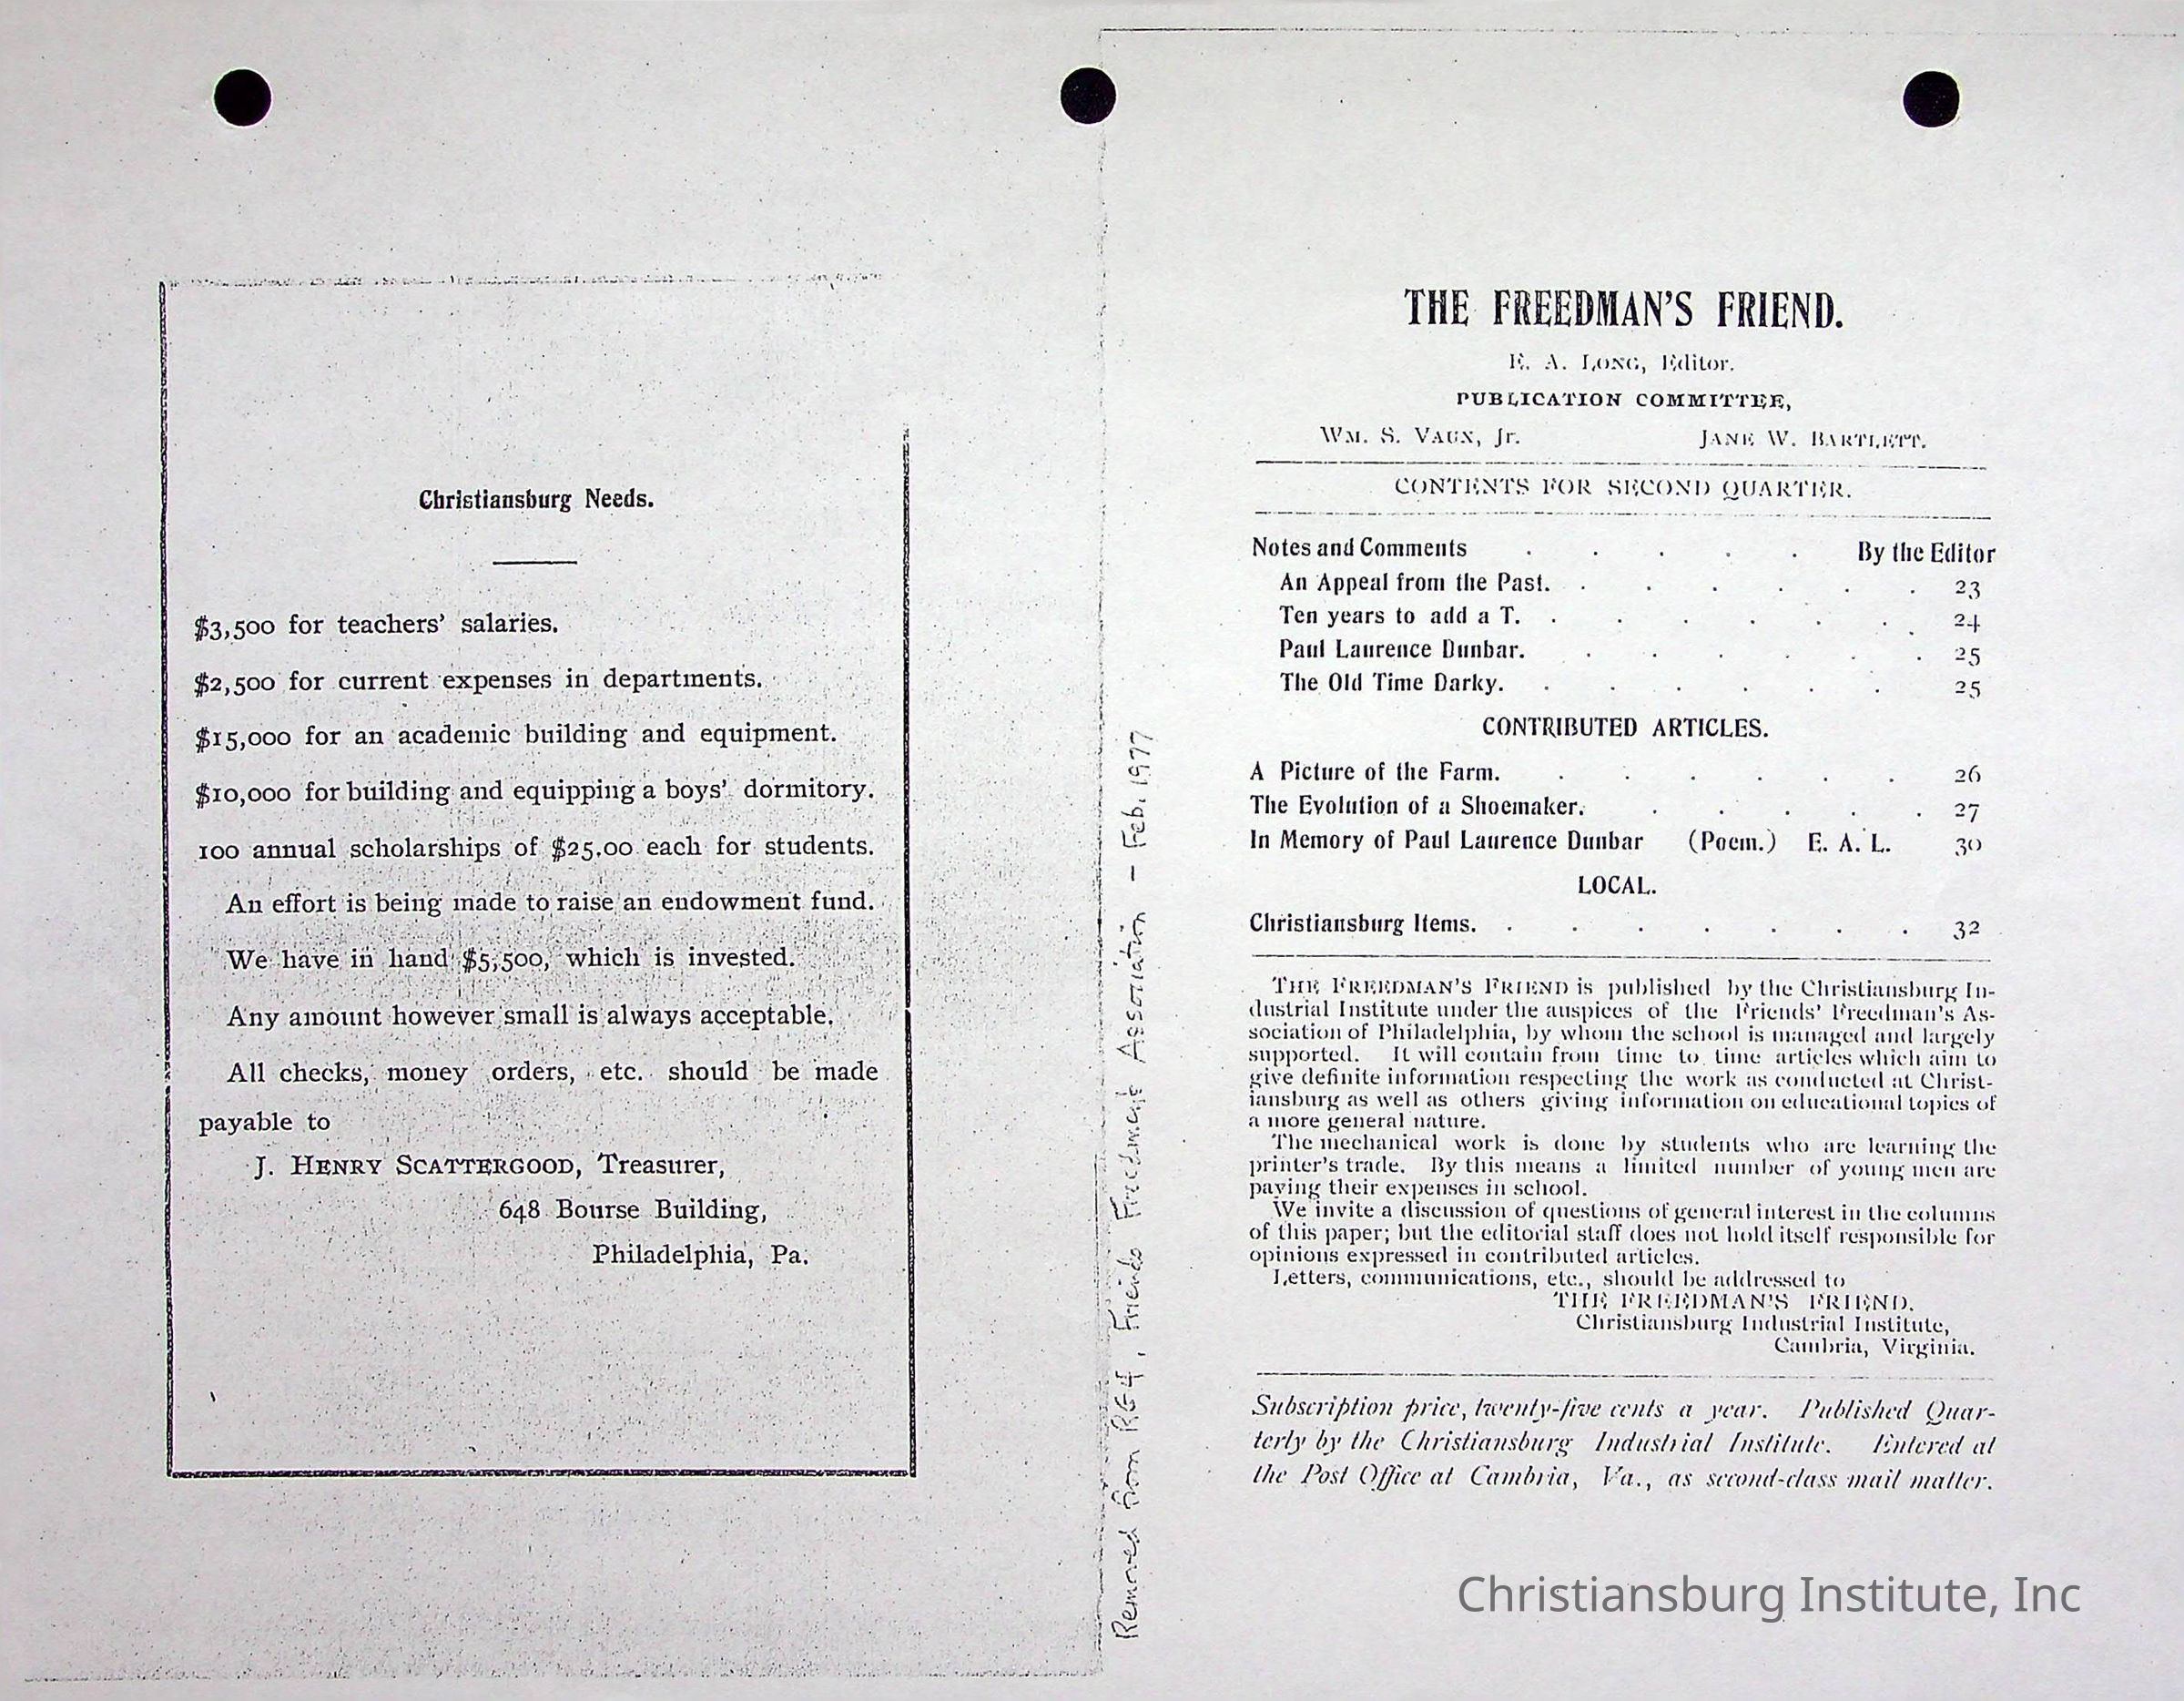 Christiansburg Needs.
$3,500 for teachers' salaries.
$2,500 for current expenses in departments.
$15,000 for an academic building and equipment.
$10,000 for building and equipping a boys' dormitory.
100 annual scholarships of $25.00 each for students.
An effort is being made to raise an endowment fund.
We have in hand $5,500, which is invested.
Any amount however small is always acceptable.
All checks, money orders, etc. should be made
payable to
J. HENRY SCATTERGOOD, Treasurer,
648 Bourse Building,
Philadelphia, Pa.
Removed from RG4, Friends Freedman's Association - Feb. 1977
THE FREEDMAN'S FRIEND.
E. A. LONG, Editor.
PUBLICATION COMMITTEE,
WM. S. VAUX, Jr. JANE W. BARTLETT.
CONTENTS FOR SECOND QUARTER.
Notes and Comments . . . . . By the Editor
An Appeal from the Past. . . . . . . 23
Ten years to add a T. . . . . . . 24
Paul Laurence Dunbar. . . . . . . 25
The Old Time Darky. . . . . . . 25
CONTRIBUTED ARTICLES.
A Picture of the Farm. . . . . . . 26
The Evolution of a Shoemaker. . . . . . 27
In Memory of Paul Laurence Dunbar (Poem.) E. A. L. 30
LOCAL.
Christiansburg Items. . . . . . . . 32
THE FREEDMAN'S FRIEND is published by the Christiansburg In-
dustrial Institute under the auspices of the Friends' Freedman's As-
sociation of Philadelphia, by whom the school is managed and largely
supported. It will contain from time to time articles which aim to
give definite information respecting the work as conducted at Christ-
iansburg as well as others giving information on educational topics of
a more general nature.
The mechanical work is done by students who are learning the
printer's trade. By this means a limited number of young men are
paying their expenses in school.
We invite a discussion of questions of general interest in the columns
of this paper; but the editorial staff does not hold itself responsible for
opinions expressed in contributed articles.
Letters, communications, etc., should be addressed to
THE FREEDMAN'S FRIEND.
Christiansburg Industrial Institute,
Cambria, Virginia.
Subscription price, twenty-five cents a year. Published Quar-
terly by the Christiansburg Industrial Institute. Entered at
the Post Office at Cambria, Va., as second-class mail matter.
Christiansburg Institute, Inc